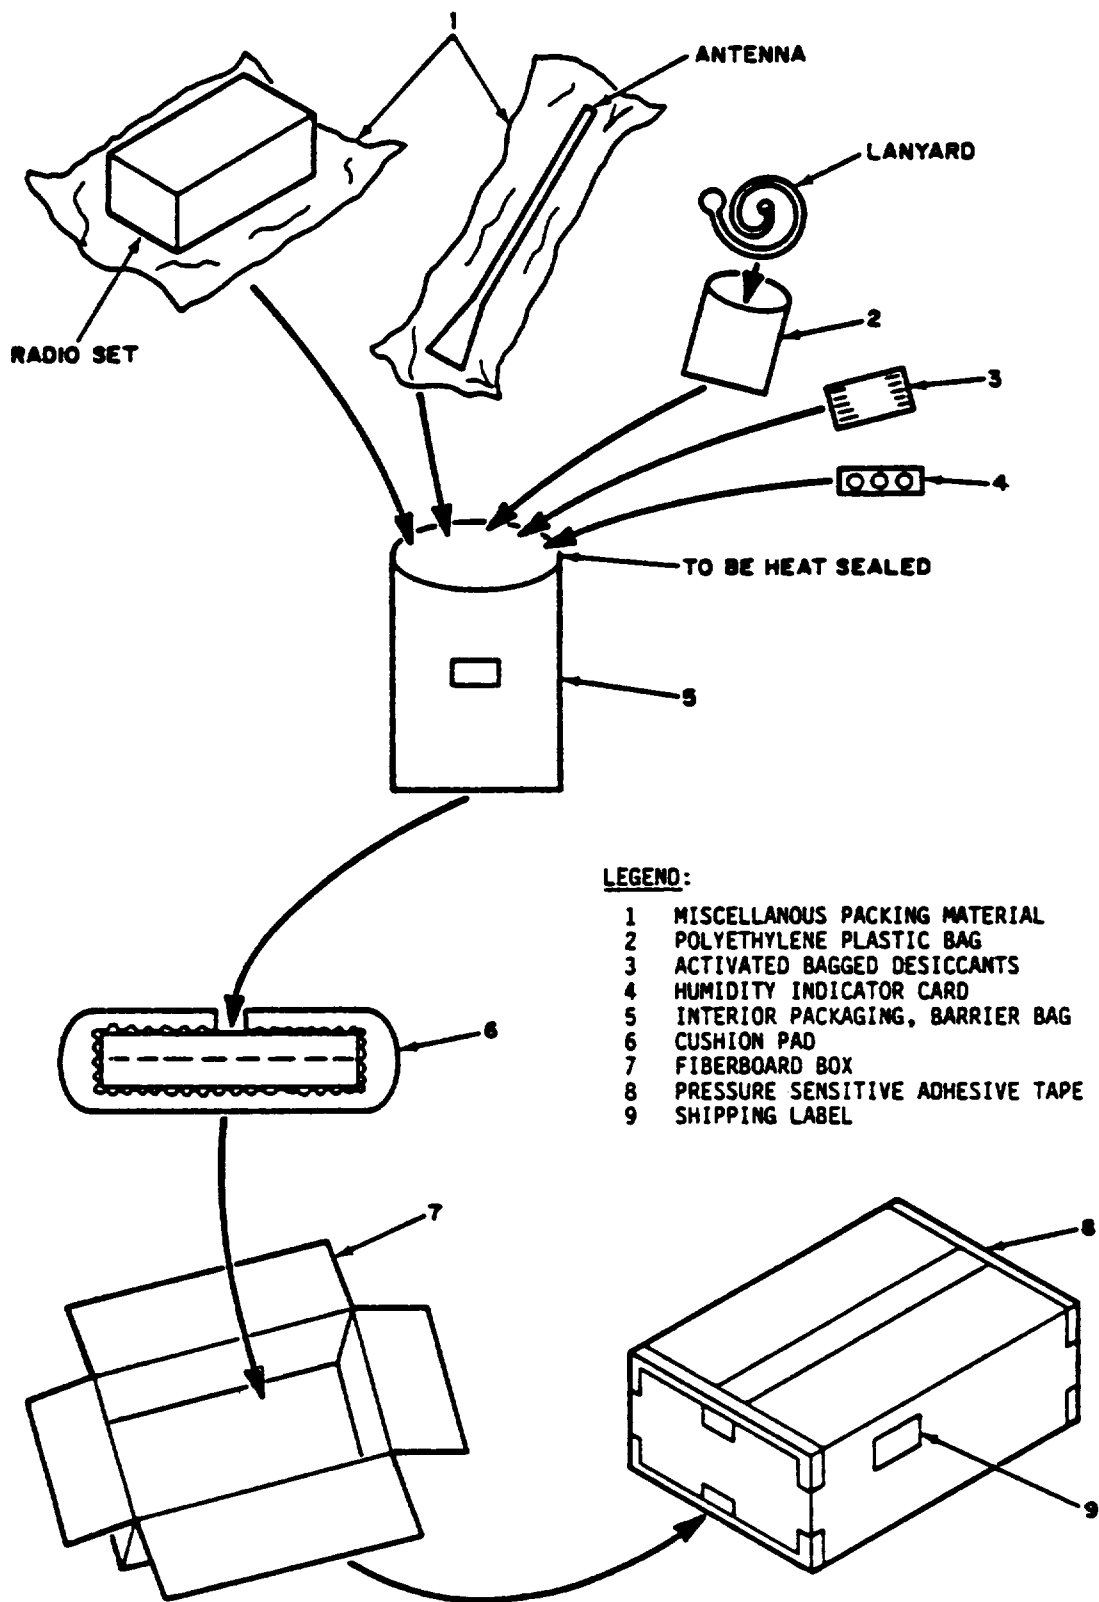 1
ANTENNA
LANYARD
RADIO SET
2
3
4
TO BE HEAT SEALED
5
LEGEND:
1 MISCELLANOUS PACKING MATERIAL
2 POLYETHYLENE PLASTIC BAG
3 ACTIVATED BAGGED DESICCANTS
4 HUMIDITY INDICATOR CARD
5 INTERIOR PACKAGING, BARRIER BAG
6 CUSHION PAD
7 FIBERBOARD BOX
8 PRESSURE SENSITIVE ADHESIVE TAPE
9 SHIPPING LABEL
6
7
8
9